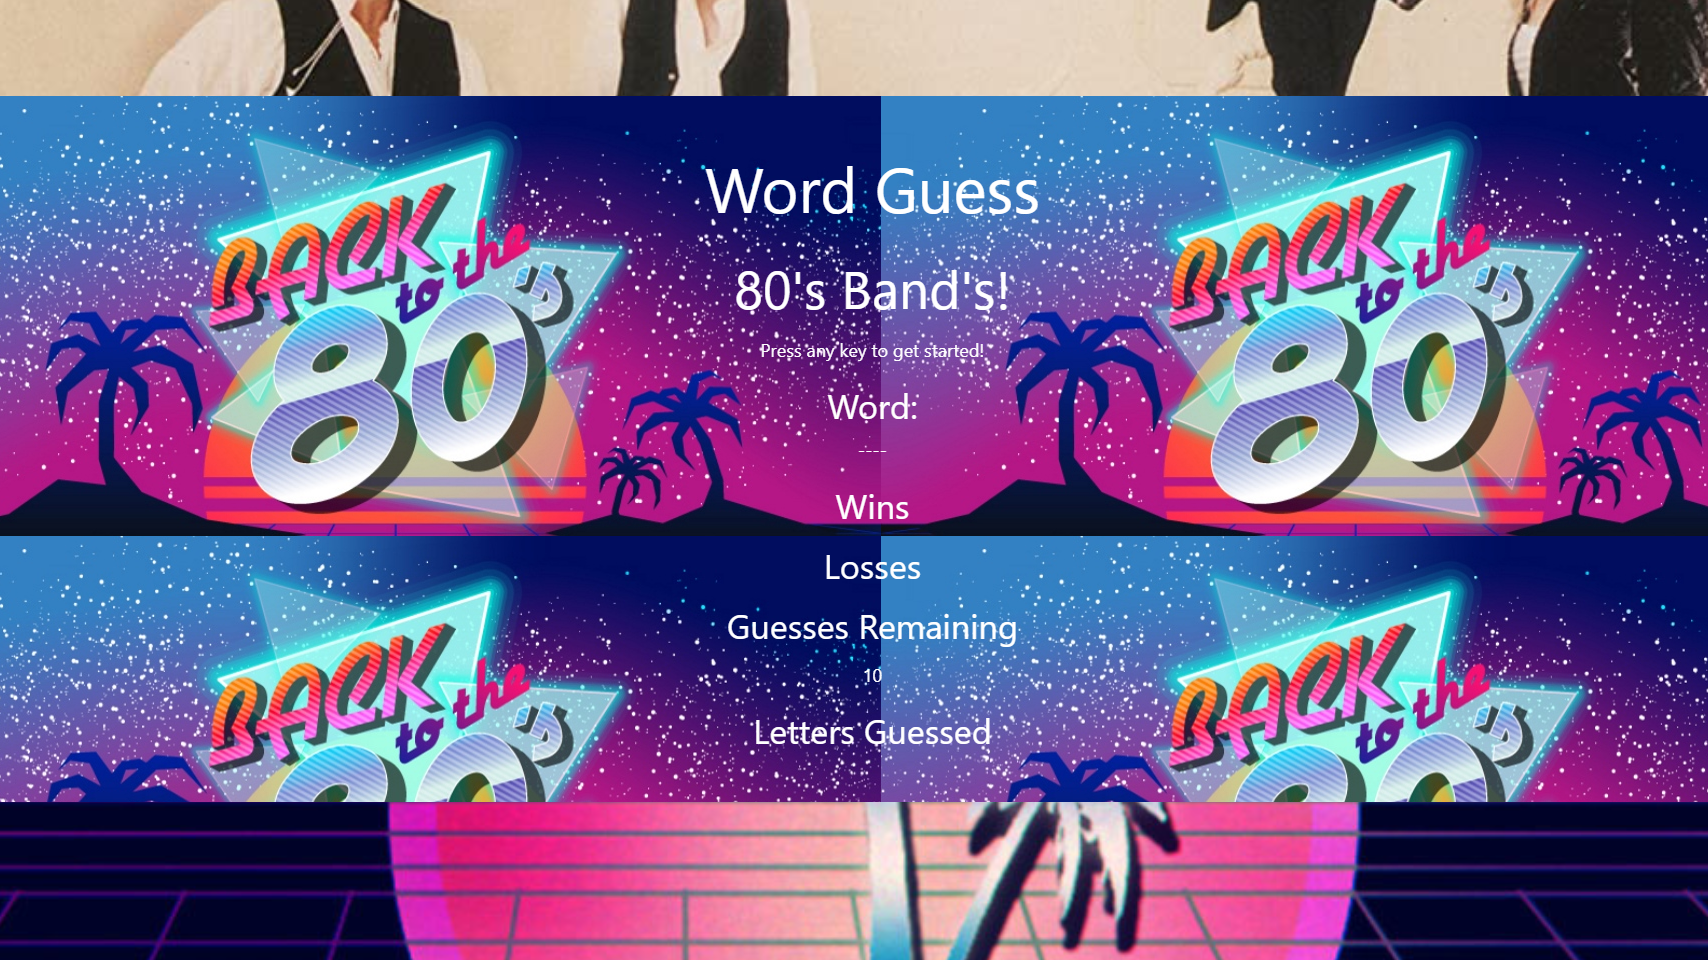 BACK
to the
80's
BACK
to the
80's
Word Guess
80's Band's!
Press any key to get started!
Word:
----
Wins
Losses
Guesses Remaining
10
Letters Guessed
BACK
to the
80's
BACK
to the
80's